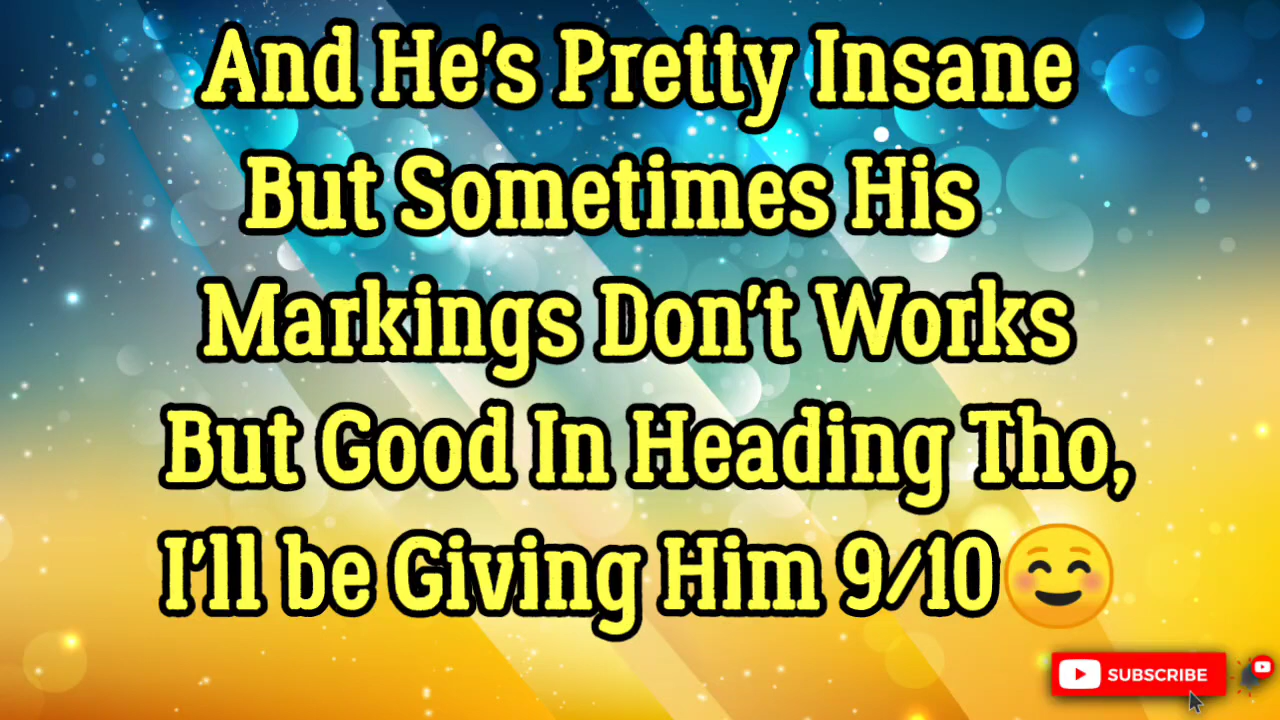 And He's Pretty Insane
But Sometimes His
Markings Don't Works
But Good In Heading Tho,
I'll be Giving Him 9/10☺️
SUBSCRIBE